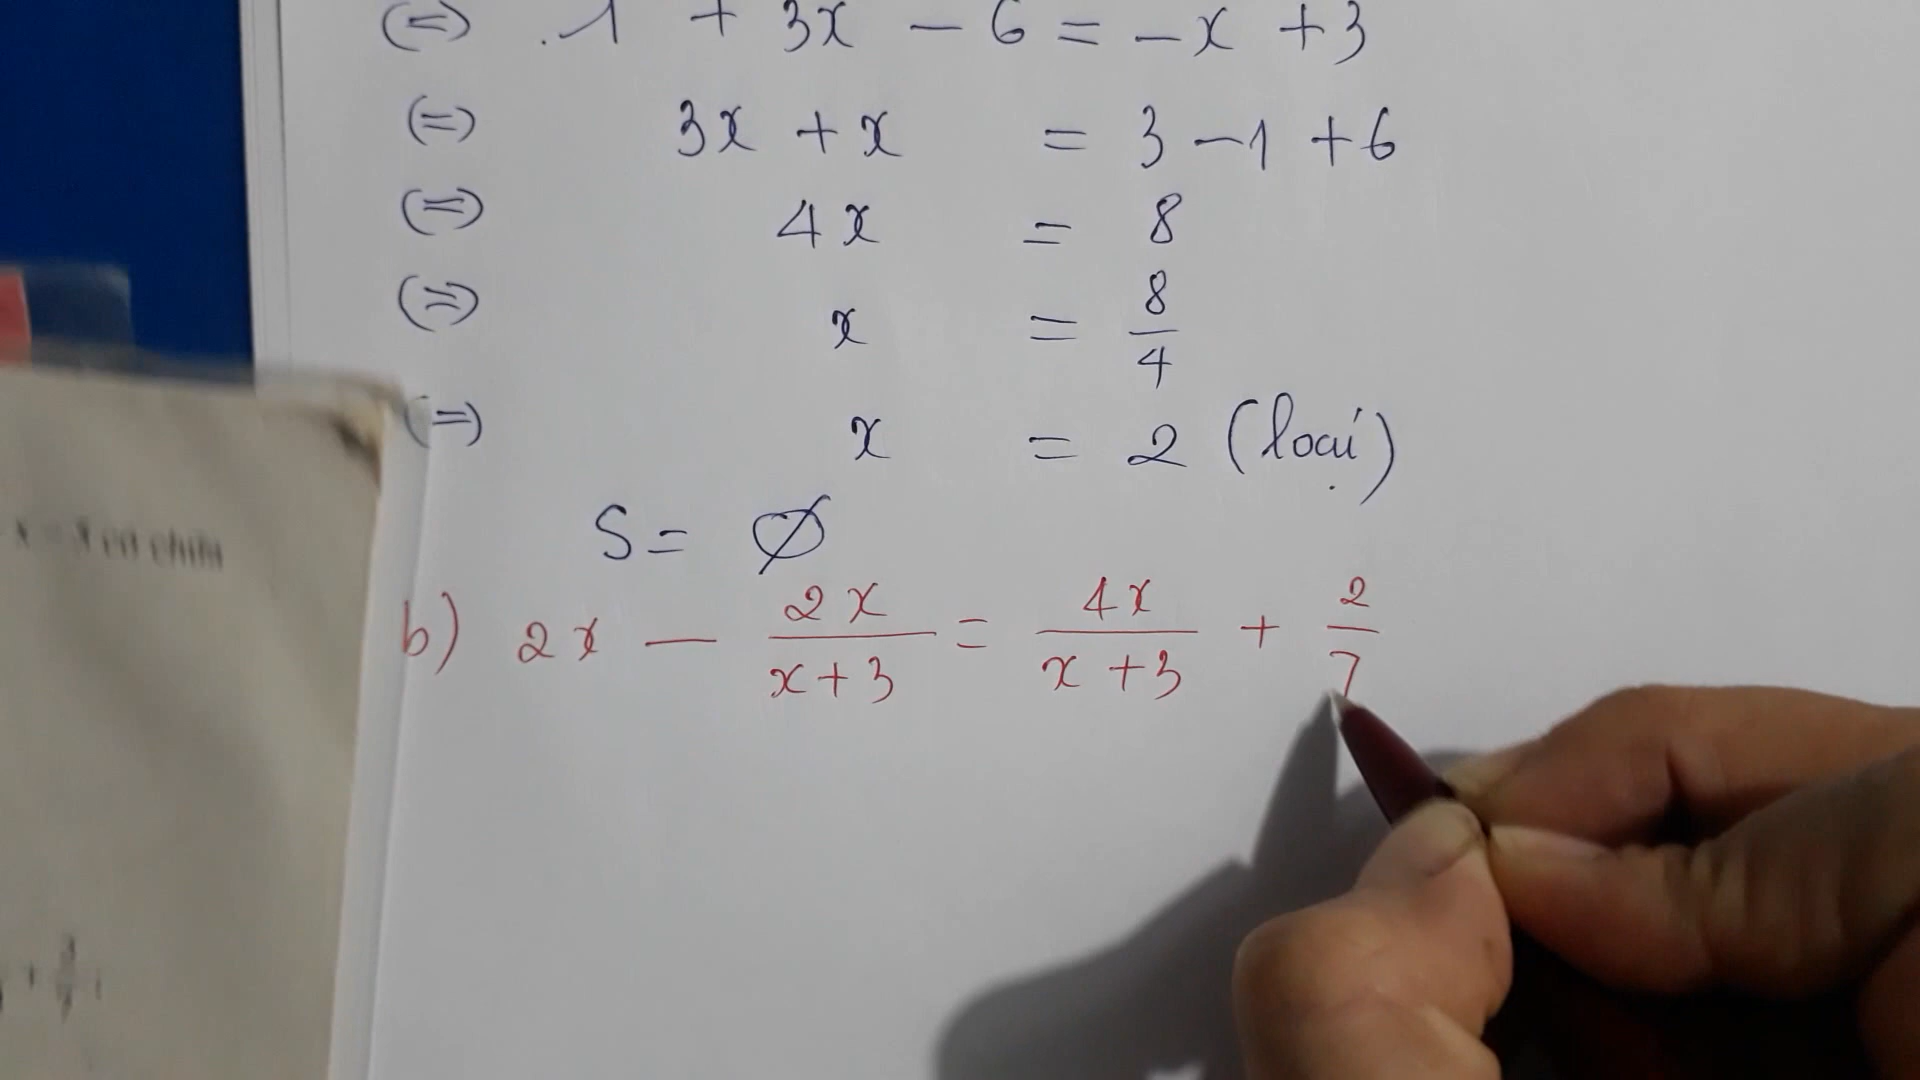 (=) .1 + 3x - 6 = -x + 3
(=) 3x + x = 3 - 1 + 6
(=) 4x = 8
(=) x = 8/4
(=) x = 2 (loại)
S = Ø
b) 2x - 2x/(x+3) = 4x/(x+3) + 2/7